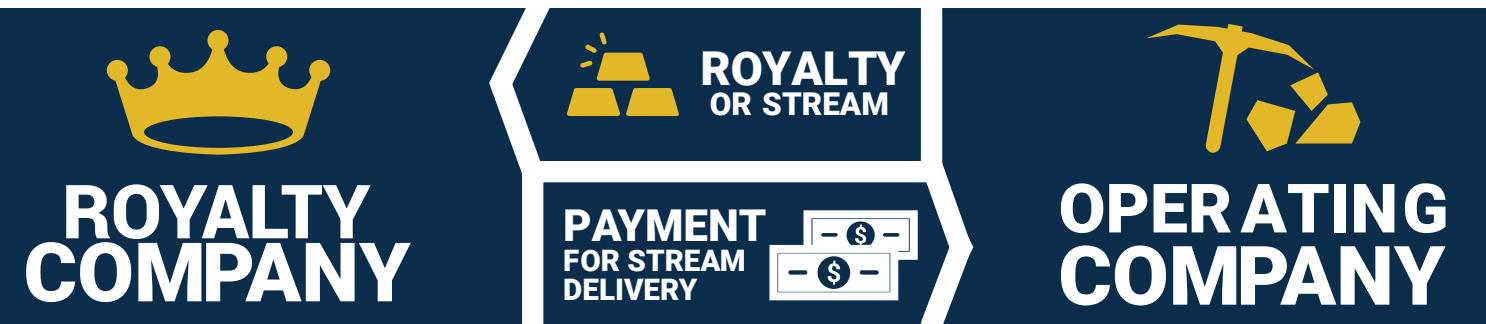 ROYALTY
COMPANY
ROYALTY
OR STREAM
PAYMENT
FOR STREAM
DELIVERY
$
$
OPERATING
COMPANY